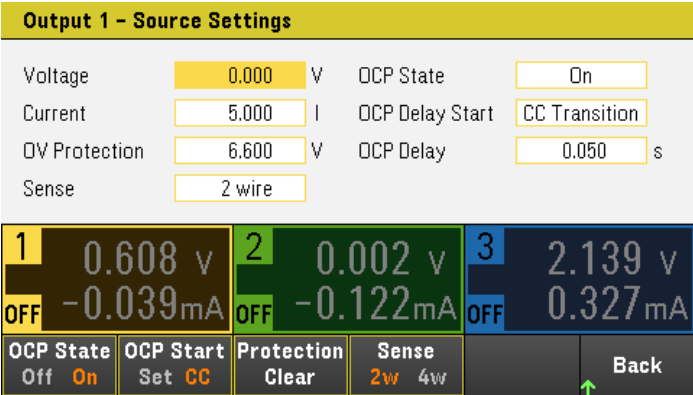 Output 1 – Source Settings
Voltage 0.000 V OCP State On
Current 5.000 I OCP Delay Start CC Transition
OV Protection 6.600 V OCP Delay 0.050 s
Sense 2 wire
1 0.608 V 2 0.002 V 3 2.139 V
OFF -0.039mA OFF -0.122mA OFF 0.327mA
OCP State OCP Start Protection Sense
Off On Set CC Clear 2w 4w Back